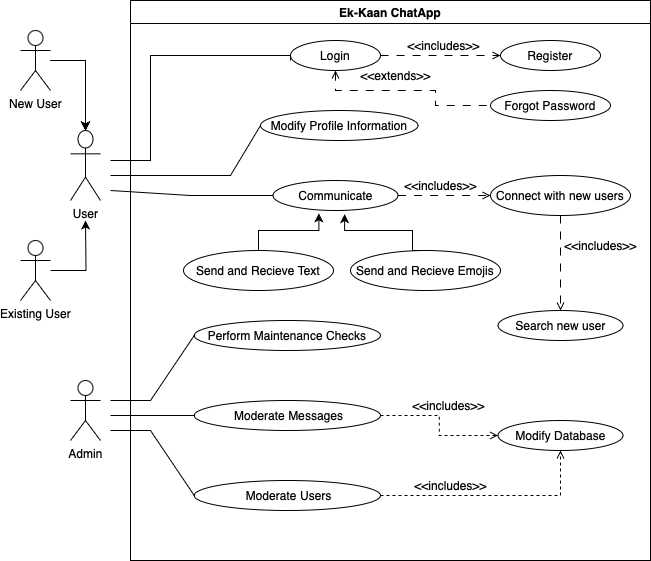 Ek-Kaan ChatApp
New User
Login
<<includes>>
Register
<<extends>>
Forgot Password
Modify Profile Information
User
Communicate
<<includes>>
Connect with new users
<<includes>>
Send and Recieve Text
Send and Recieve Emojis
Existing User
Search new user
Perform Maintenance Checks
Admin
Moderate Messages
<<includes>>
Modify Database
<<includes>>
Moderate Users